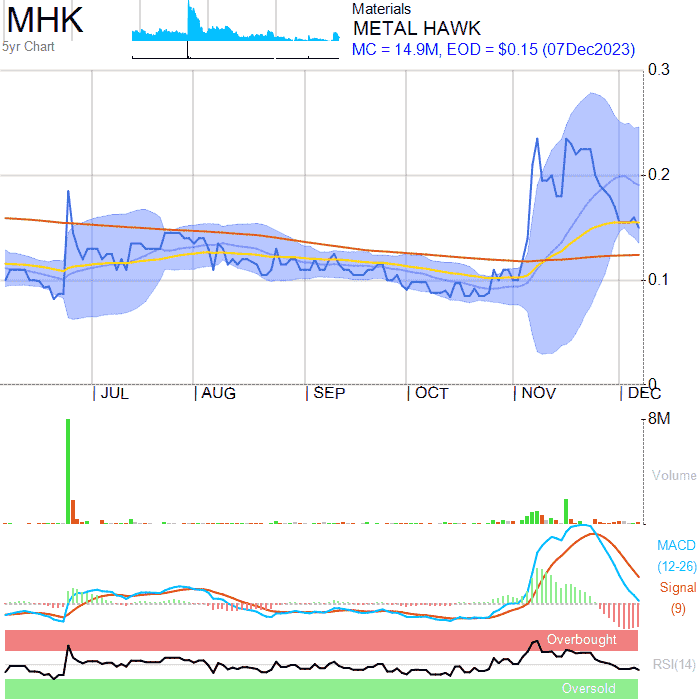 MHK
5yr Chart
Materials
METAL HAWK
MC = 14.9M, EOD = $0.15 (07Dec2023)
0.3
0.2
0.1
0
JUL AUG SEP OCT NOV DEC
8M
Volume
MACD
(12-26)
Signal
(9)
Overbought
RSI(14)
Oversold